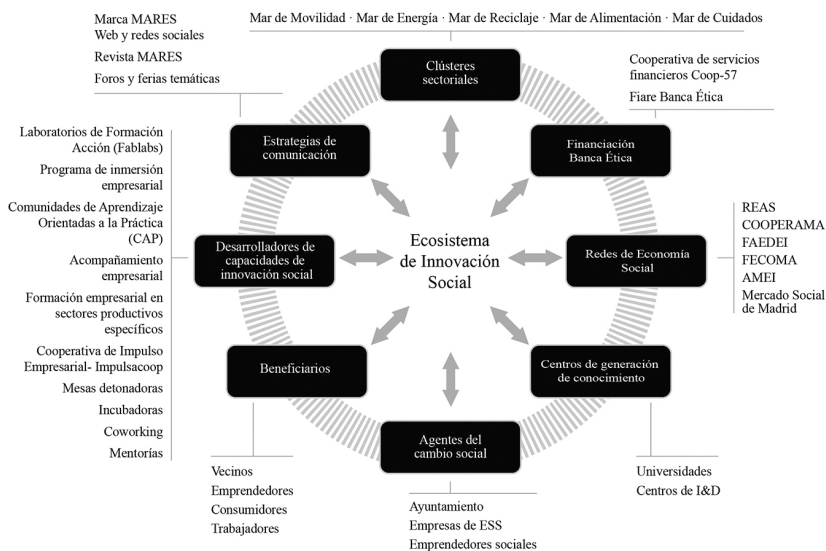 Marca MARES
Web y redes sociales
Revista MARES
Foros y ferias temáticas
Mar de Movilidad · Mar de Energía · Mar de Reciclaje · Mar de Alimentación · Mar de Cuidados
Clústeres
sectoriales
Cooperativa de servicios
financieros Coop-57
Fiare Banca Ética
Estrategias de
comunicación
Financiación
Banca Ética
Laboratorios de Formación
Acción (Fablabs)
Programa de inmersión
empresarial
Comunidades de Aprendizaje
Orientadas a la Práctica
(CAP)
Acompañamiento
empresarial
Formación empresarial en
sectores productivos
específicos
Cooperativa de Impulso
Empresarial- Impulsacoop
Mesas detonadoras
Incubadoras
Coworking
Mentorías
Desarrolladores de
capacidades de
innovación social
Ecosistema
de Innovación
Social
Redes de Economía
Social
REAS
COOPERAMA
FAEDEI
FECOMA
AMEI
Mercado Social
de Madrid
Beneficiarios
Centros de generación
de conocimiento
Agentes del
cambio social
Vecinos
Emprendedores
Consumidores
Trabajadores
Ayuntamiento
Empresas de ESS
Emprendedores sociales
Universidades
Centros de I&D